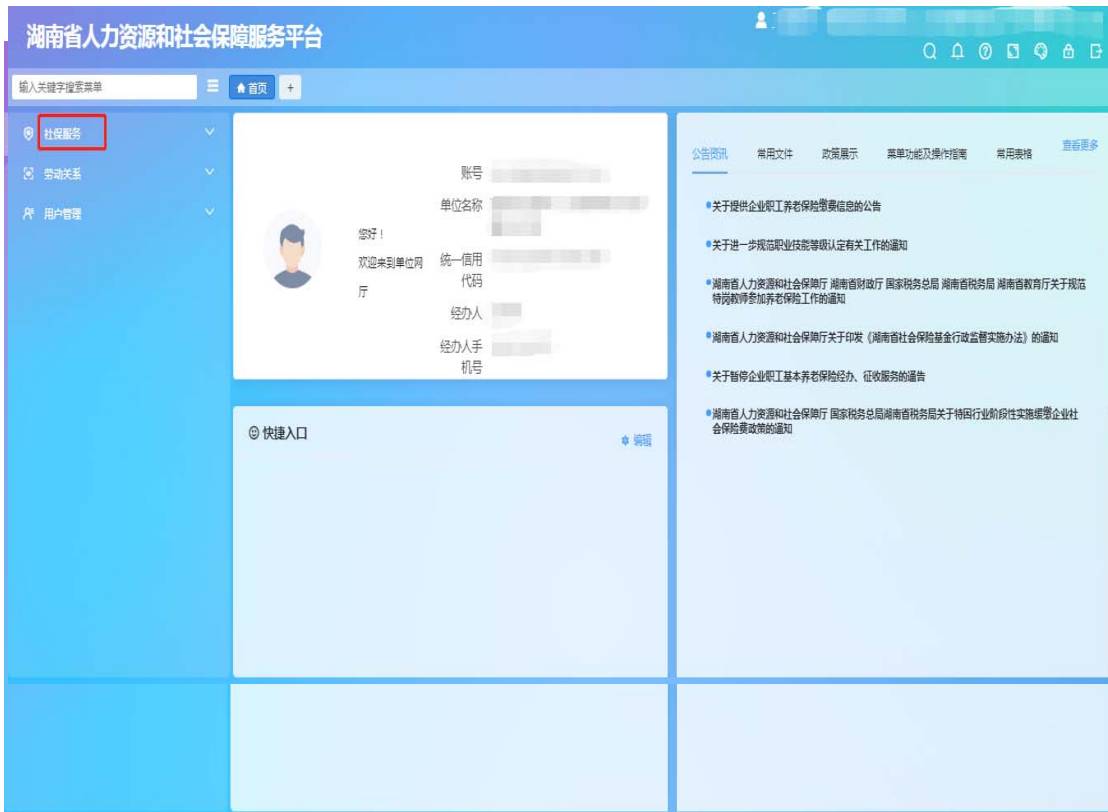 湖南省人力资源和社会保障服务平台
输入关键字搜索菜单
首页
+
社保服务
劳动关系
用户管理
您好！
欢迎来到单位网
厅
账号
单位名称
统一信用
代码
经办人
经办人手
机号
快捷入口
编辑
公告资讯
常用文件
政策展示
菜单功能及操作指南
常用表格
查看更多
关于提供企业职工养老保险缴费信息的公告
关于进一步规范职业技能等级认定有关工作的通知
湖南省人力资源和社会保障厅 湖南省财政厅 国家税务总局 湖南省税务局 湖南省教育厅关于规范
特岗教师参加养老保险工作的通知
湖南省人力资源和社会保障厅关于印发《湖南省社会保险基金行政监督实施办法》的通知
关于暂停企业职工基本养老保险经办、征收服务的通告
湖南省人力资源和社会保障厅 国家税务总局湖南省税务局关于特困行业阶段性实施缓缴企业社
会保险费政策的通知